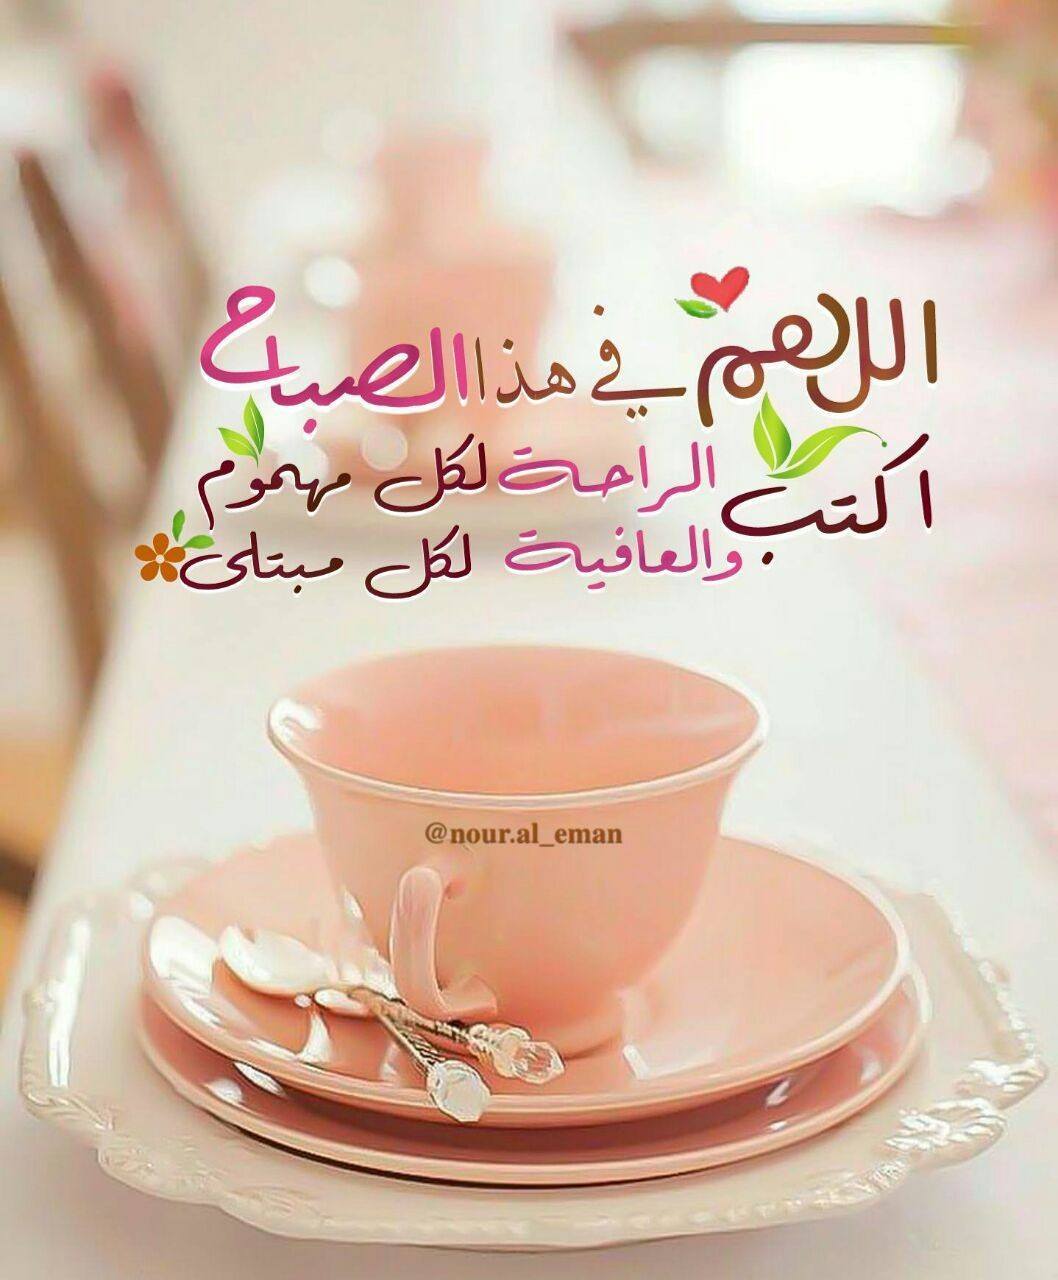 اللهم في هذا الصباح
اكتب الراحة لكل مهموم
والعافية لكل مبتلى
@nour.al_eman